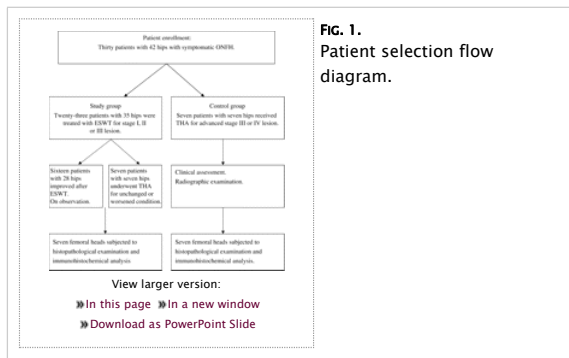 Patient enrollment:
Thirty patients with 42 hips with symptomatic ONFH.
Study group
Twenty-three patients with 35 hips were
treated with ESWT for stage I, II
or III lesion.
Control group
Seven patients with seven hips received
THA for advanced stage III or IV lesion.
Sixteen patients
with 28 hips
improved after
ESWT.
On observation.
Seven patients
with seven hips
underwent THA
for unchanged or
worsened condition.
Clinical assessment.
Radiographic examination.
Seven femoral heads subjected to
histopathological examination and
immunohistochemical analysis.
Seven femoral heads subjected to
histopathological examination and
immunohistochemical analysis.
View larger version:
In this page In a new window
Download as PowerPoint Slide
FIG. 1.
Patient selection flow
diagram.